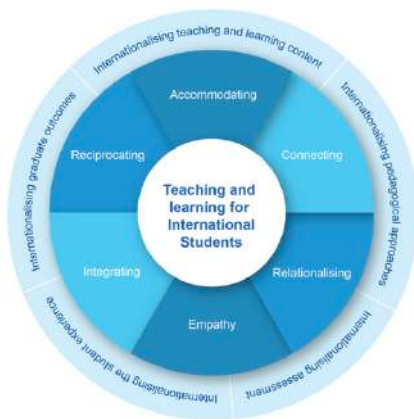 Internationalising teaching and learning content
Internationalising pedagogical approaches
Internationalising assessment
Internationalising the student experience
Internationalising graduate outcomes
Accommodating
Connecting
Relationalising
Empathy
Integrating
Reciprocating
Teaching and
learning for
International
Students